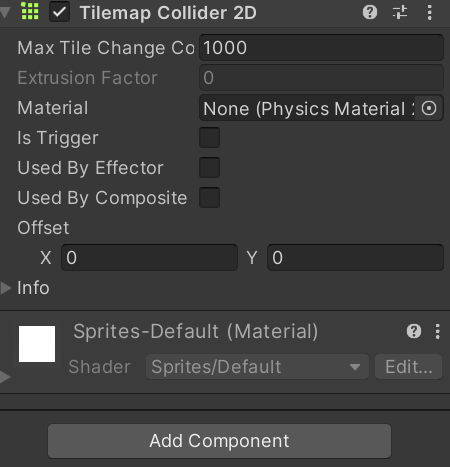 Tilemap Collider 2D
Max Tile Change Co 1000
Extrusion Factor 0
Material None (Physics Material
Is Trigger
Used By Effector
Used By Composite
Offset
X 0 Y 0
Info
Sprites-Default (Material)
Shader Sprites/Default Edit...
Add Component